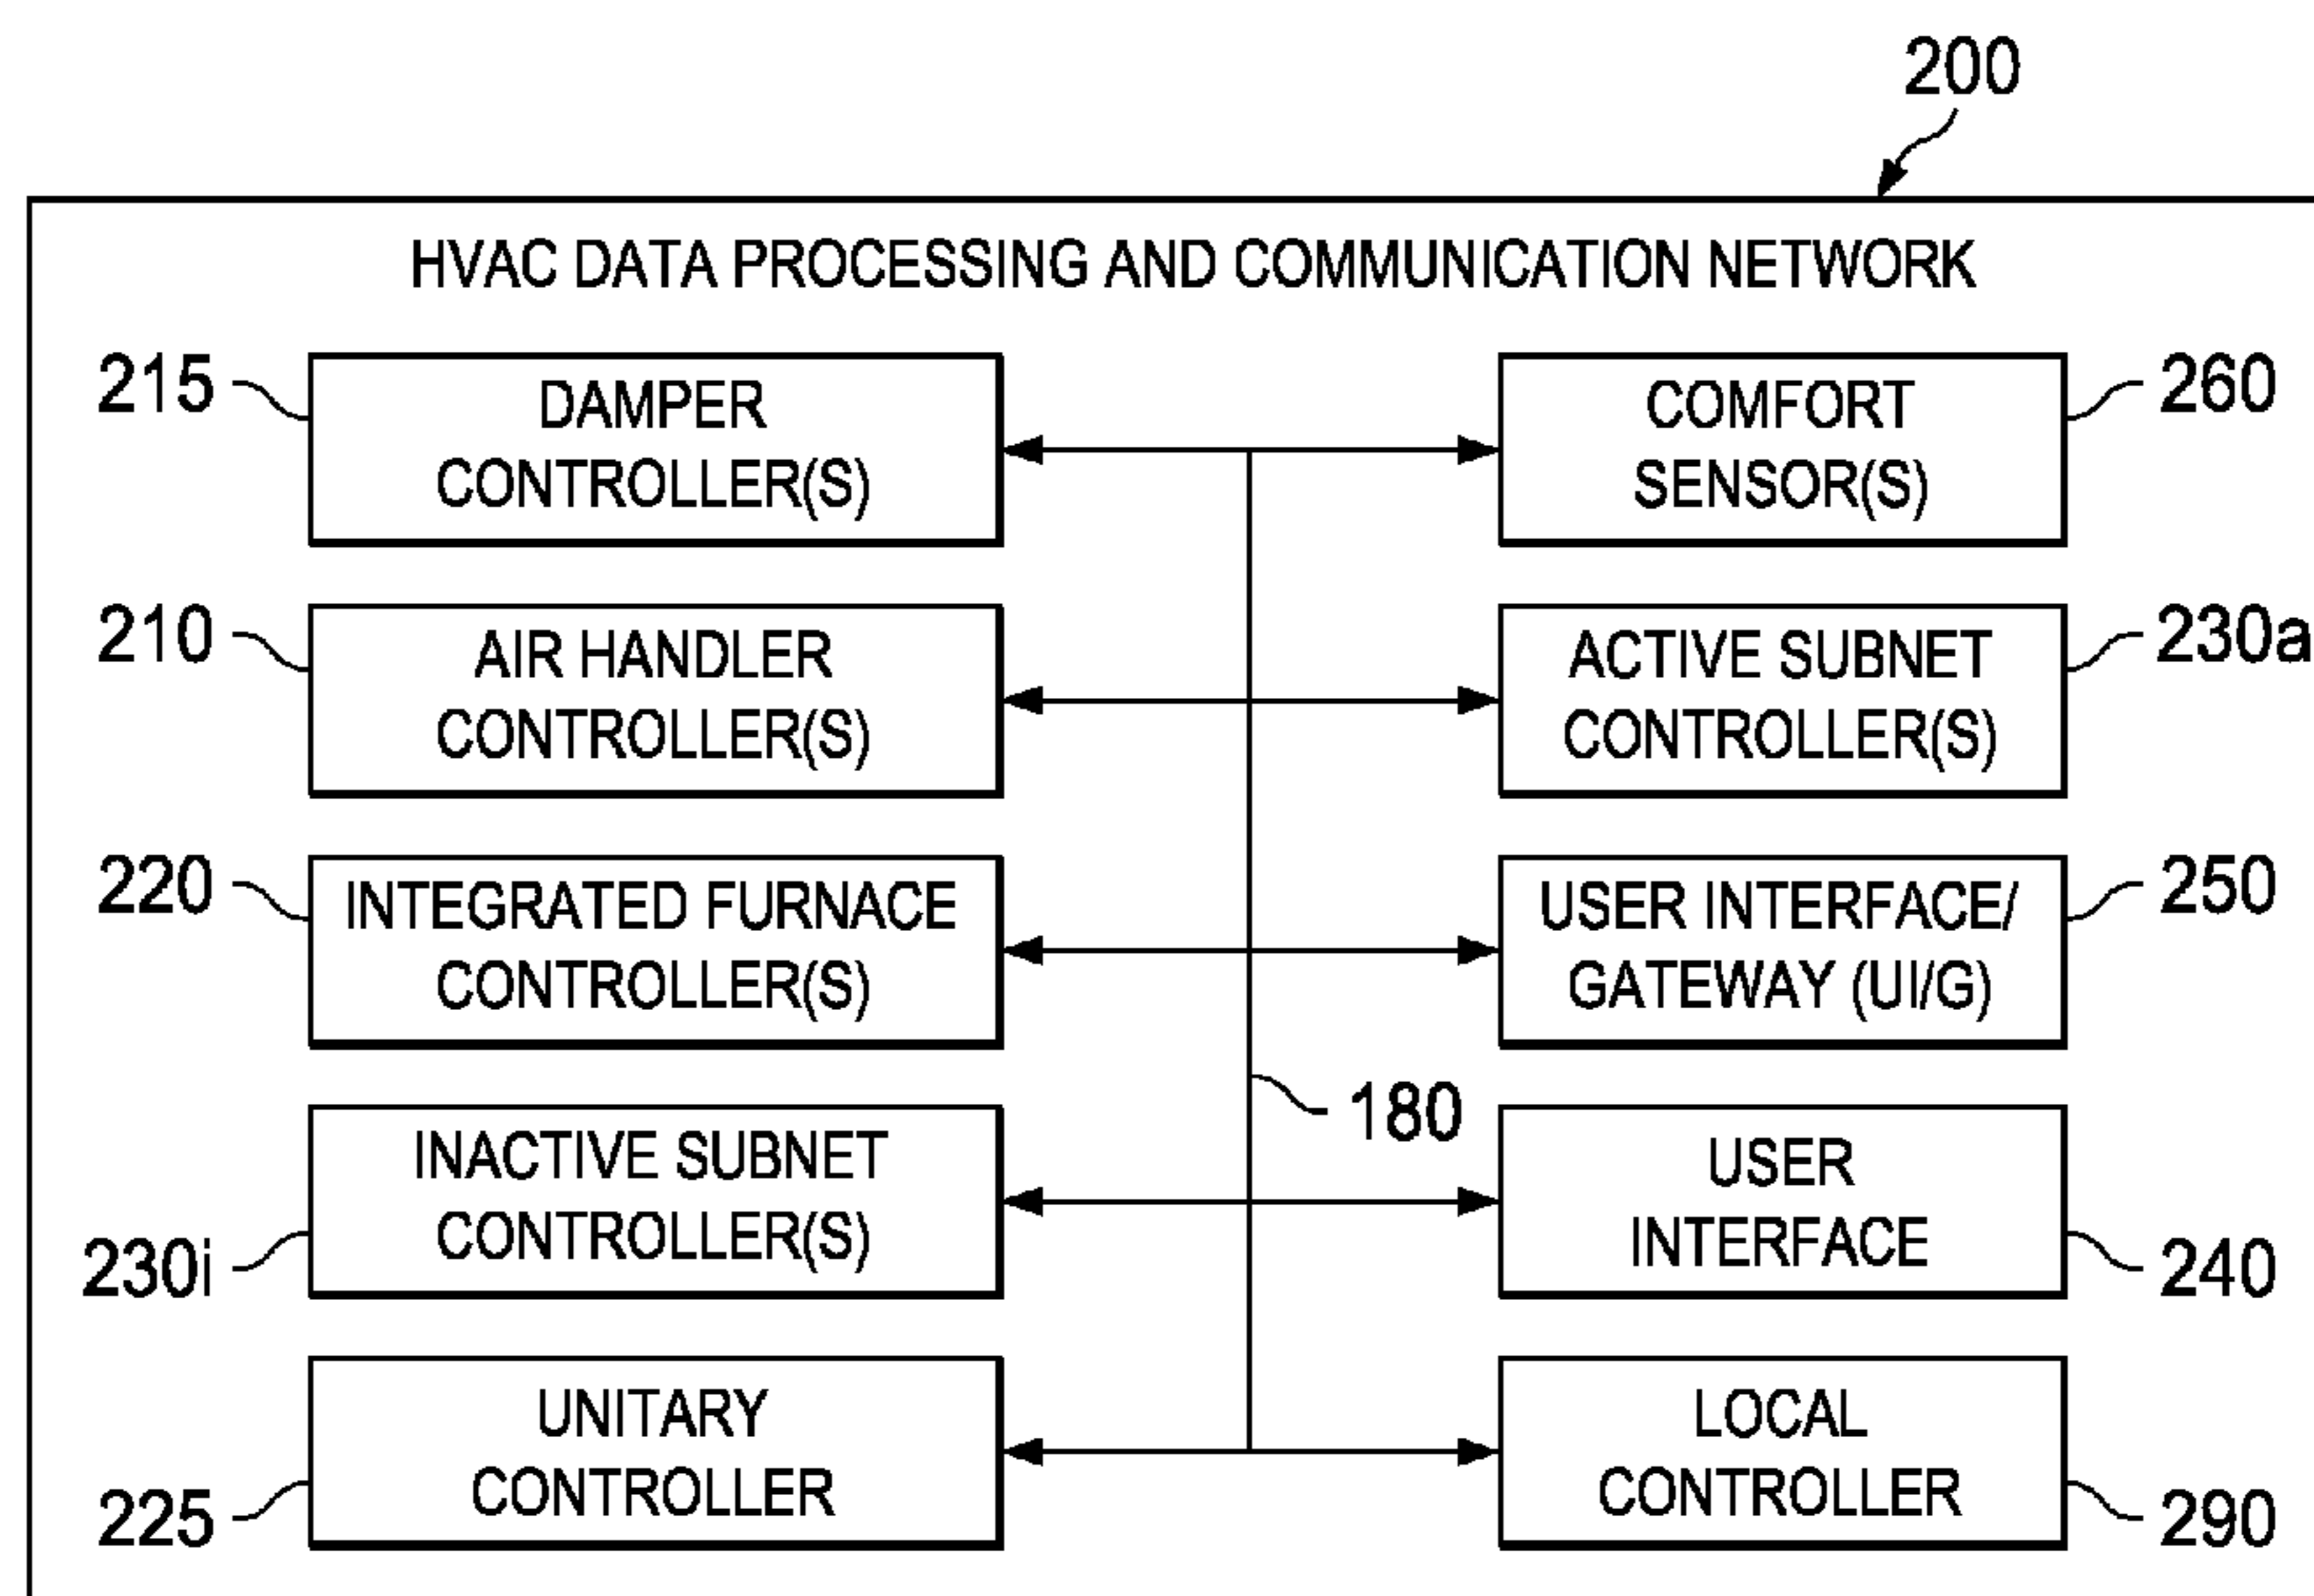 200
HVAC DATA PROCESSING AND COMMUNICATION NETWORK
215
DAMPER
CONTROLLER(S)
COMFORT
SENSOR(S)
260
210
AIR HANDLER
CONTROLLER(S)
ACTIVE SUBNET
CONTROLLER(S)
230a
220
INTEGRATED FURNACE
CONTROLLER(S)
USER INTERFACE/
GATEWAY (UI/G)
250
180
230i
INACTIVE SUBNET
CONTROLLER(S)
USER
INTERFACE
240
225
UNITARY
CONTROLLER
LOCAL
CONTROLLER
290